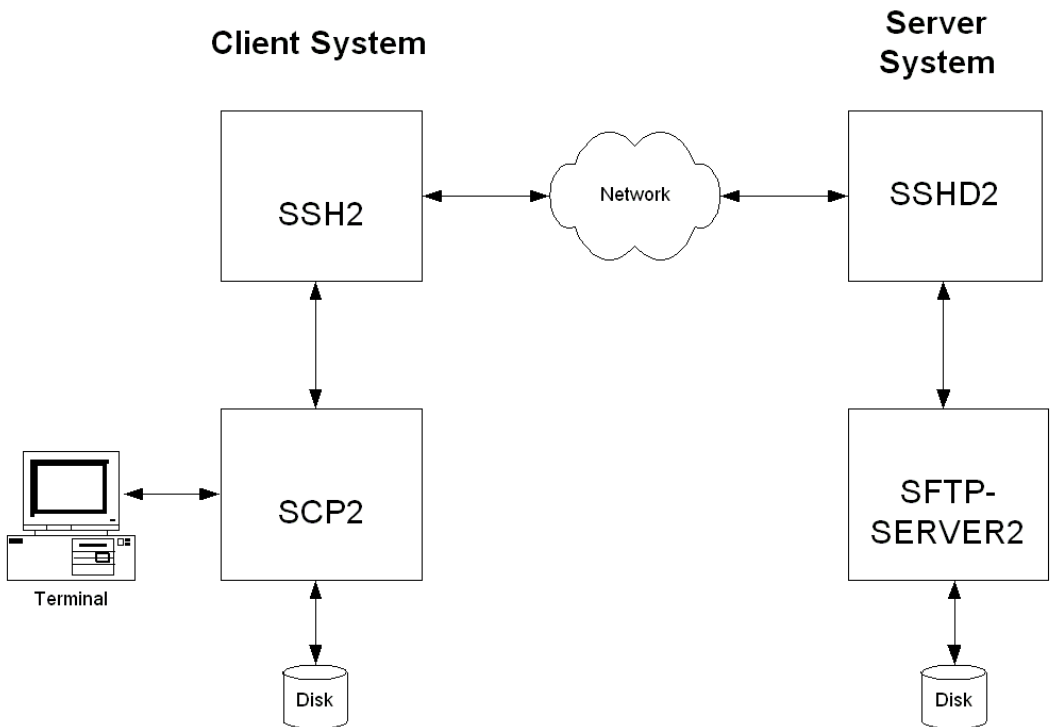 Client System
Server
System
SSH2
Network
SSHD2
SCP2
SFTP-
SERVER2
Terminal
Disk
Disk